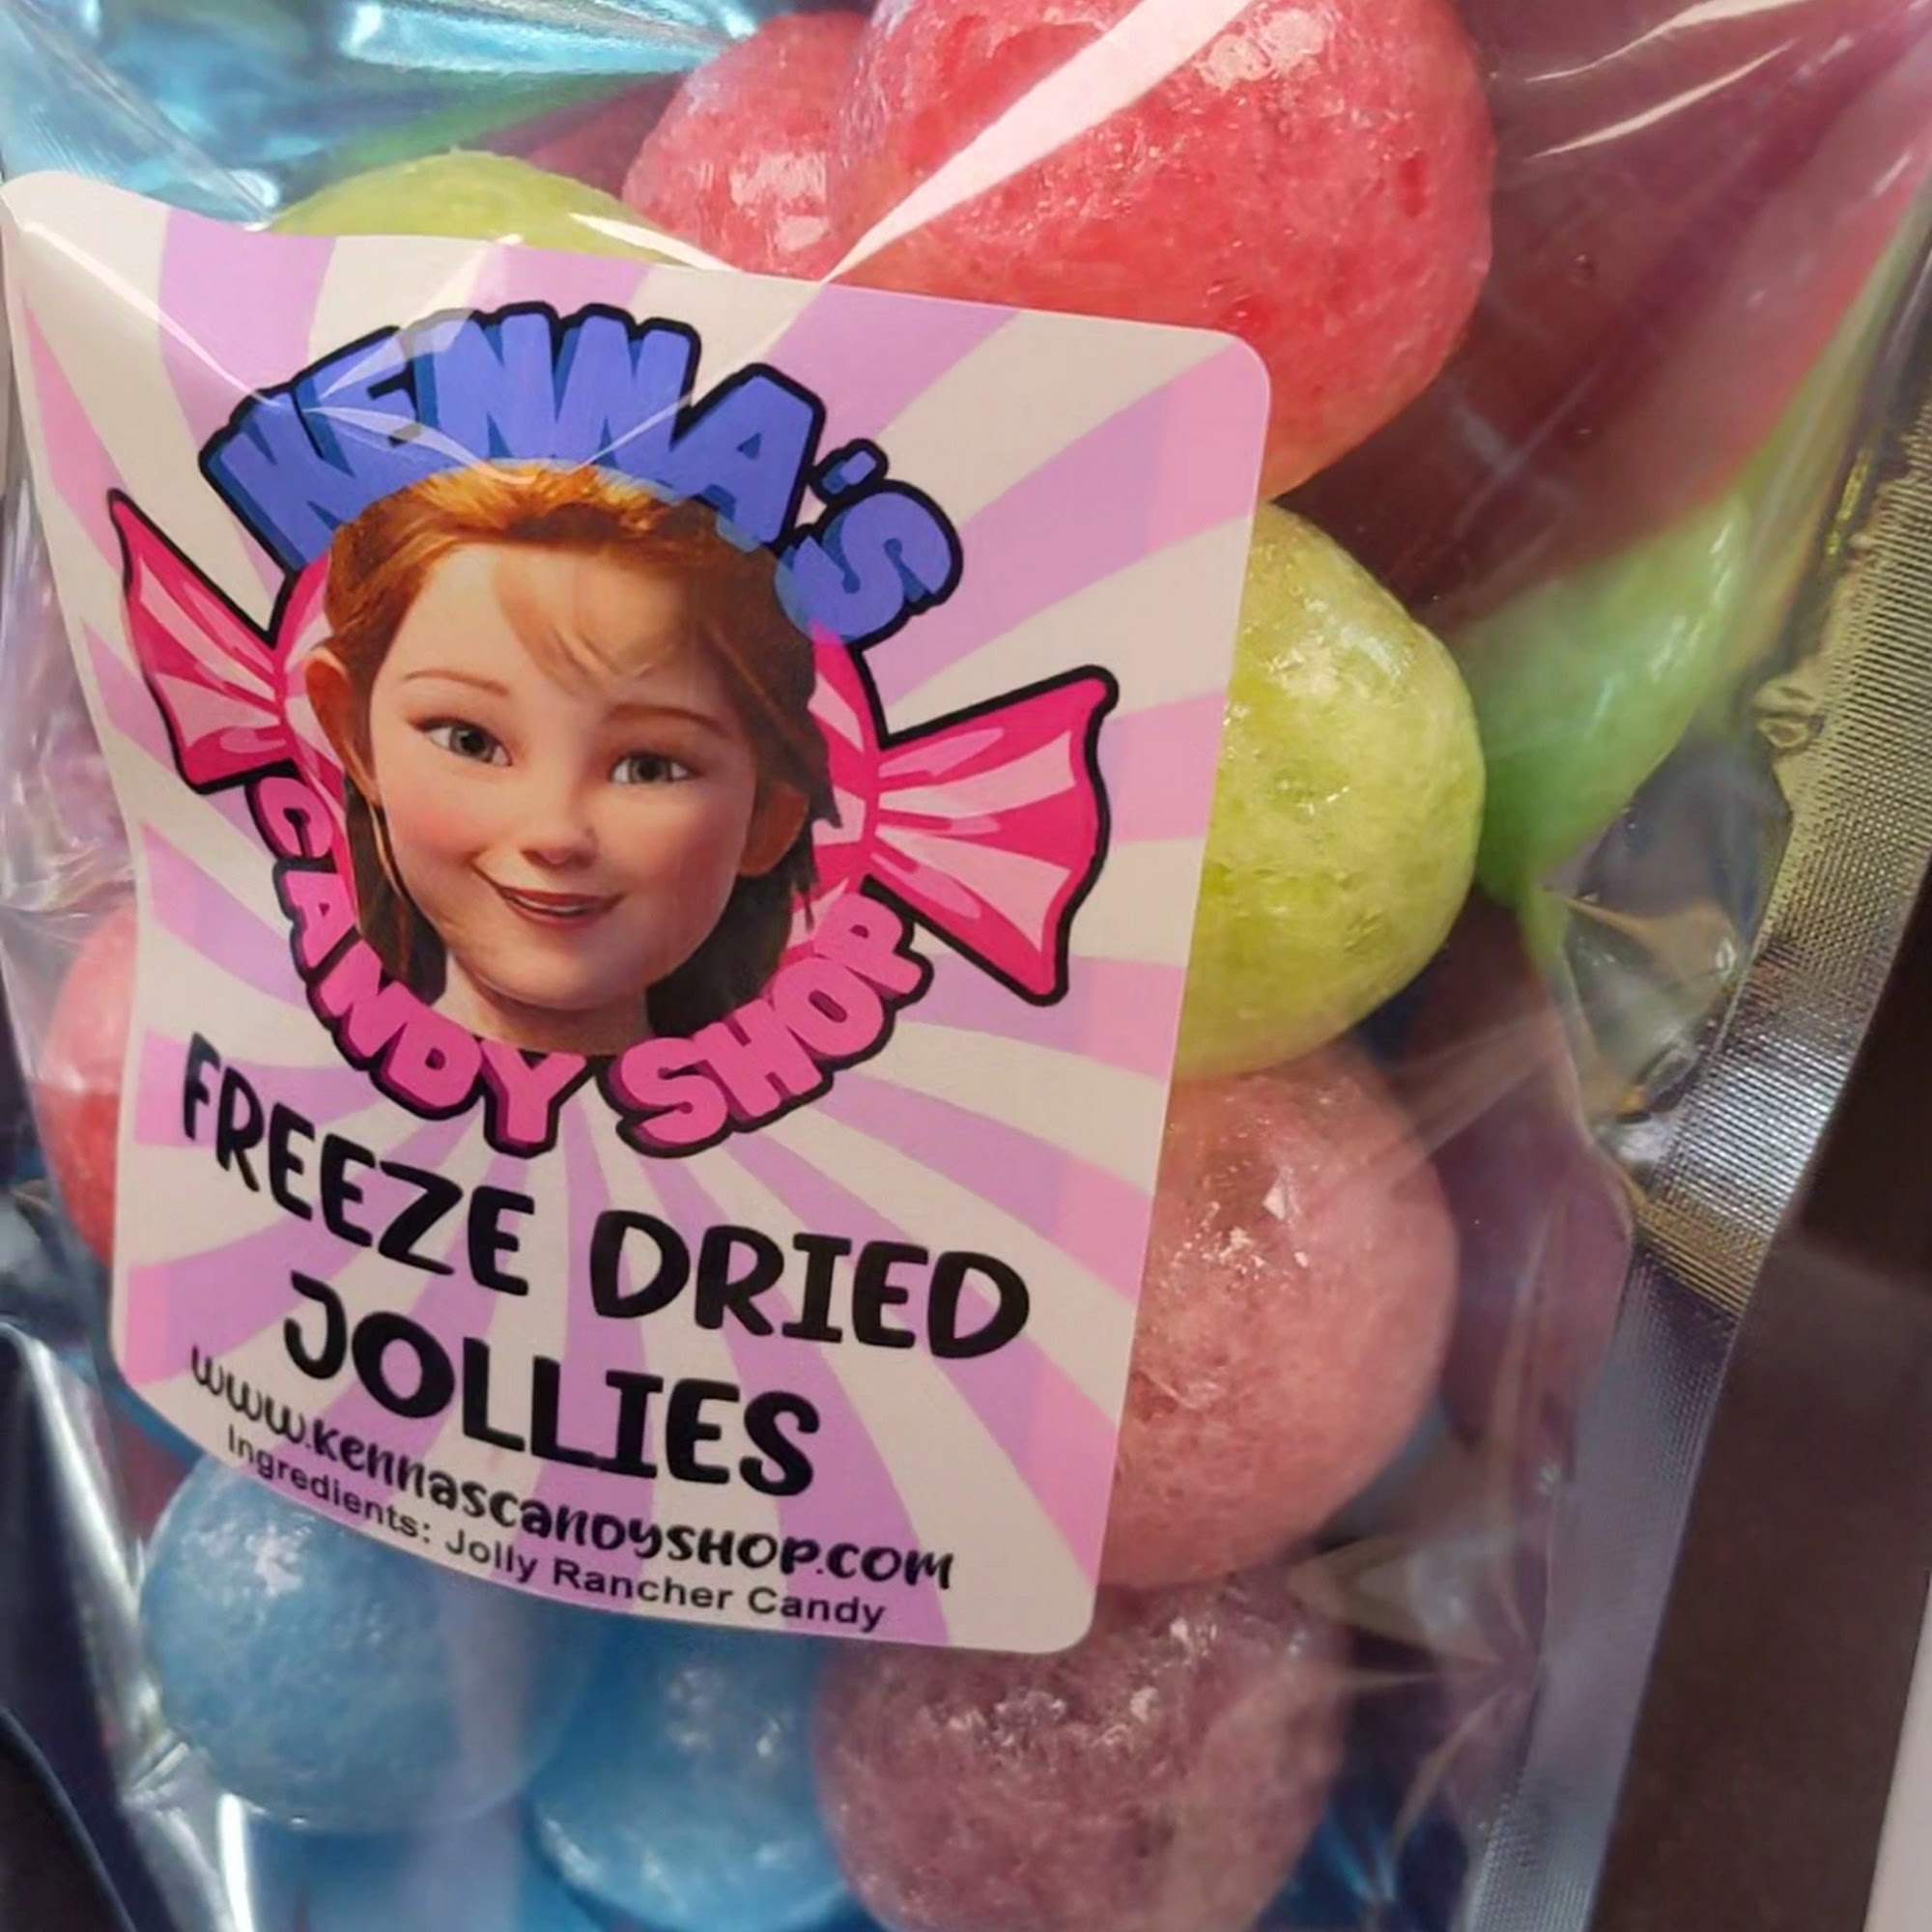 KENNA'S
CANDY SHOP
FREEZE DRIED
JOLLIES
www.kennascandyshop.com
Ingredients: Jolly Rancher Candy